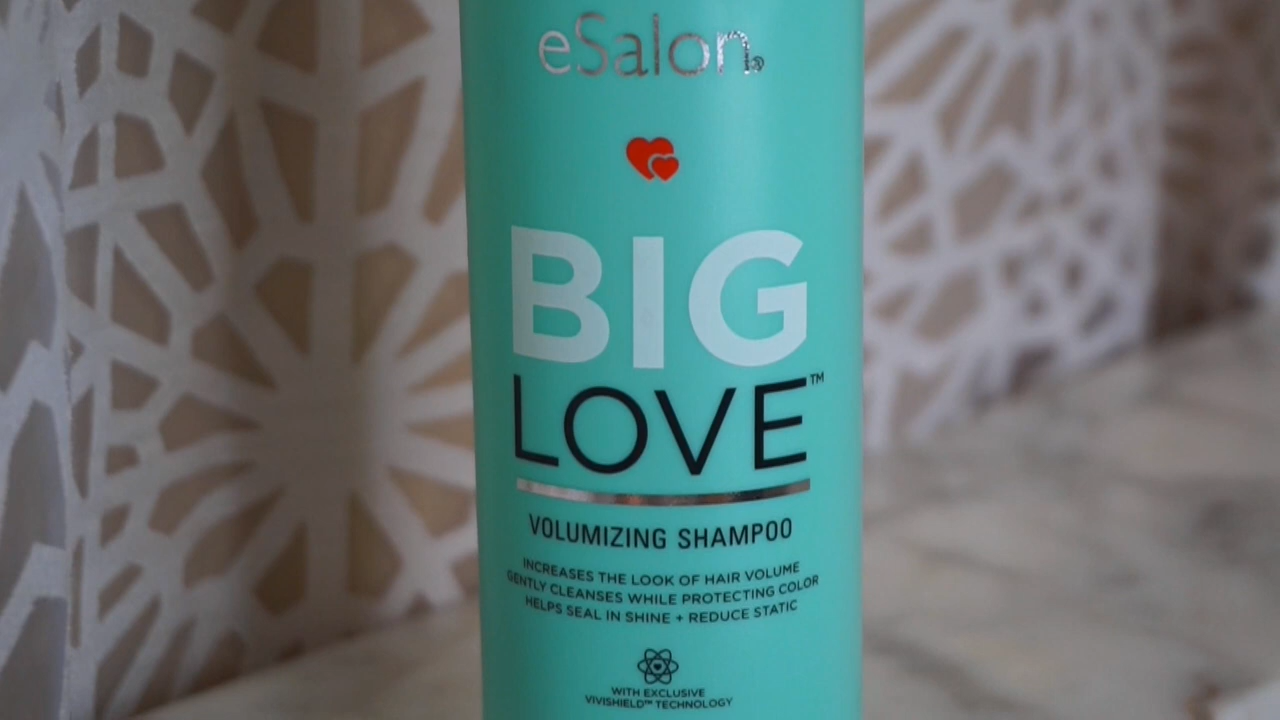 eSalon®
BIG
LOVE™
VOLUMIZING SHAMPOO
INCREASES THE LOOK OF HAIR VOLUME
GENTLY CLEANSES WHILE PROTECTING COLOR
HELPS SEAL IN SHINE + REDUCE STATIC
WITH EXCLUSIVE
VIVISHIELD™ TECHNOLOGY